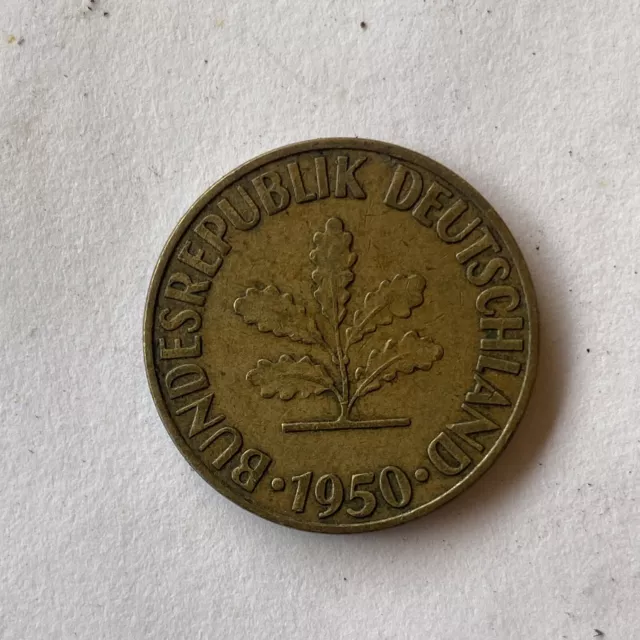 BUNDESREPUBLIK DEUTSCHLAND
· 1950 ·